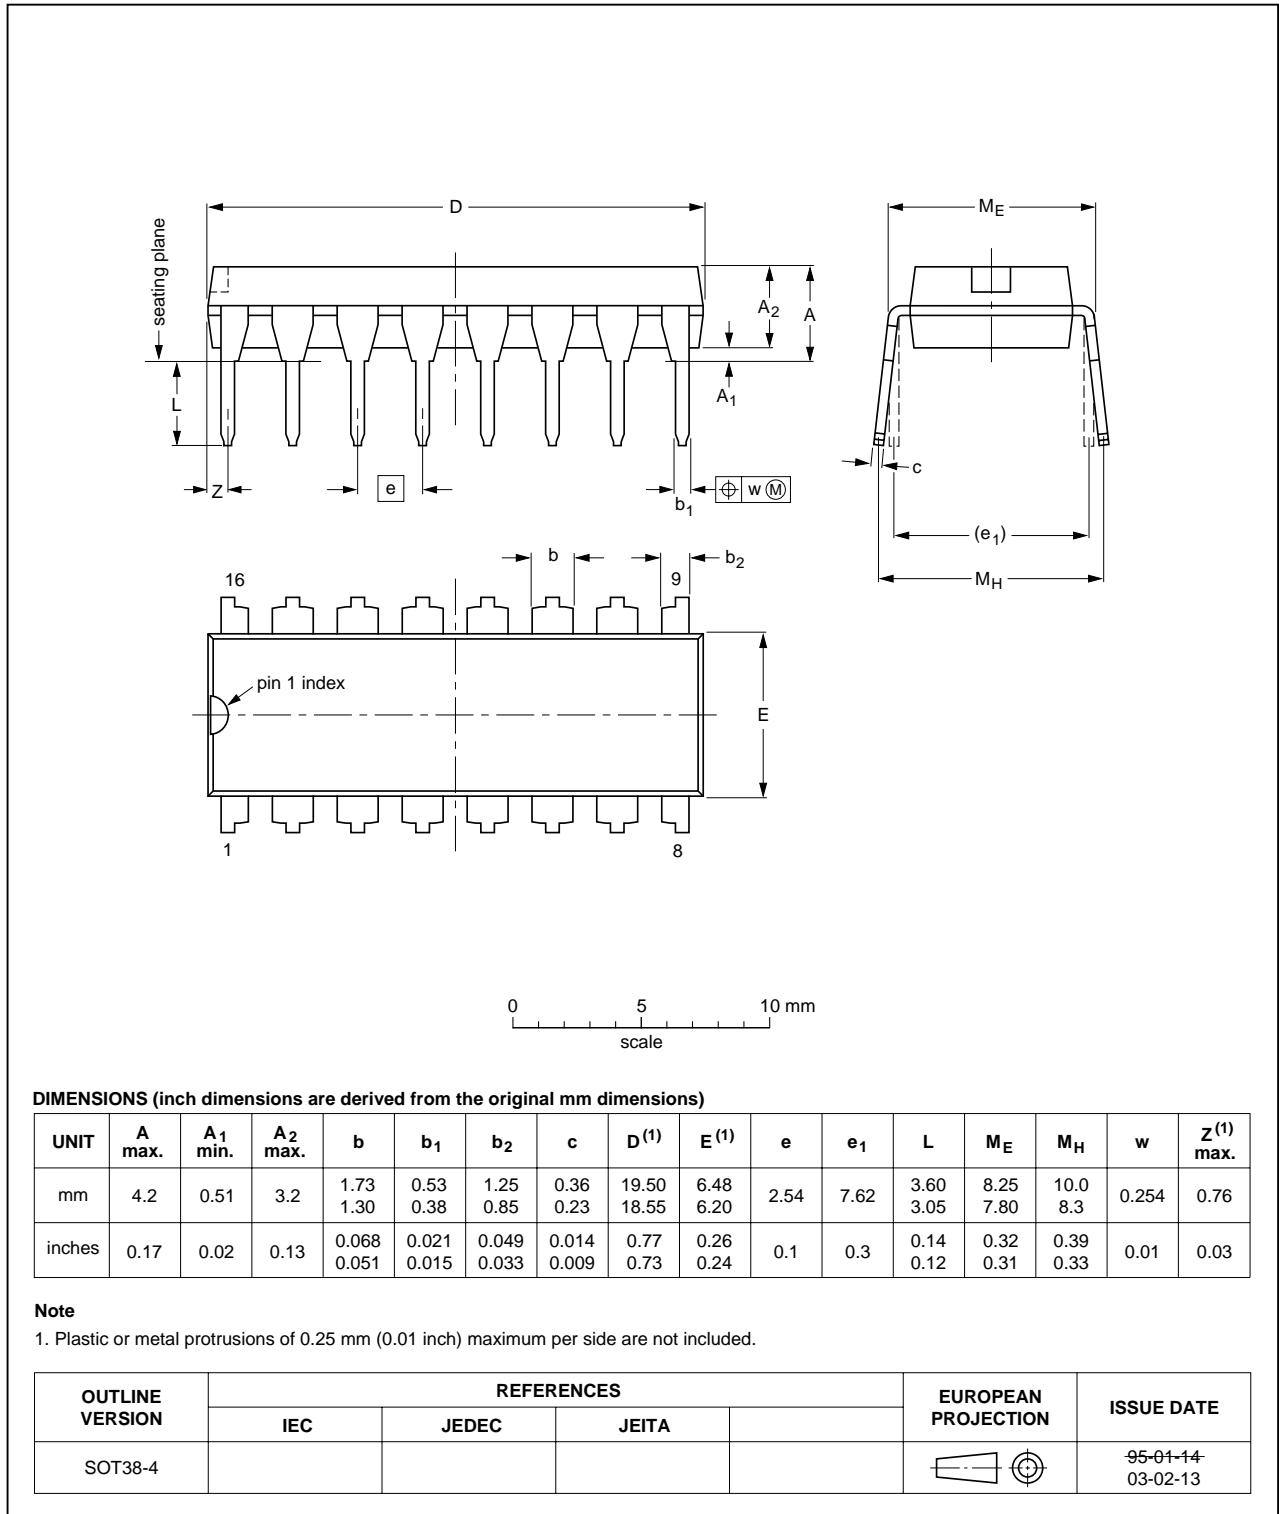 D
M_E
seating plane
A_2
A
A_1
L
Z
e
b_1
w M
c
(e_1)
M_H
b
b_2
16
9
pin 1 index
E
1
8
0 5 10 mm
scale
DIMENSIONS (inch dimensions are derived from the original mm dimensions)
UNIT A max. A1 min. A2 max. b b1 b2 c D(1) E(1) e e1 L ME MH w Z(1) max.
mm 4.2 0.51 3.2 1.73 1.30 0.53 0.38 1.25 0.85 0.36 0.23 19.50 18.55 6.48 6.20 2.54 7.62 3.60 3.05 8.25 7.80 10.0 8.3 0.254 0.76
inches 0.17 0.02 0.13 0.068 0.051 0.021 0.015 0.049 0.033 0.014 0.009 0.77 0.73 0.26 0.24 0.1 0.3 0.14 0.12 0.32 0.31 0.39 0.33 0.01 0.03
Note
1. Plastic or metal protrusions of 0.25 mm (0.01 inch) maximum per side are not included.
OUTLINE VERSION REFERENCES EUROPEAN PROJECTION ISSUE DATE
IEC JEDEC JEITA
SOT38-4 95-01-14
03-02-13